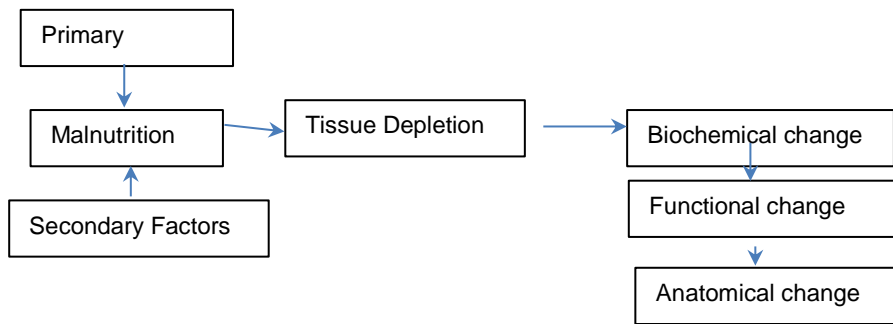 Primary
Malnutrition
Tissue Depletion
Biochemical change
Secondary Factors
Functional change
Anatomical change